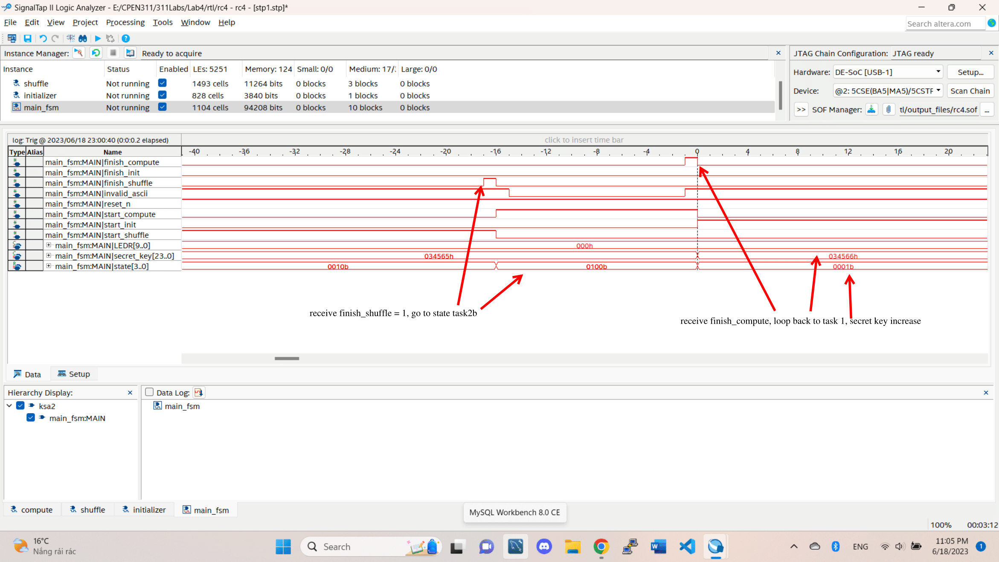 SignalTap II Logic Analyzer - E:/CPEN311/311Labs/Lab4/rtl/rc4 - rc4 - [stp1.stp]*
File Edit View Project Processing Tools Window Help
Search altera.com
Instance Manager: Ready to acquire
JTAG Chain Configuration: JTAG ready
Instance Status Enabled LEs: 5251 Memory: 124 Small: 0/0 Medium: 17/ Large: 0/0
shuffle Not running 1493 cells 11264 bits 0 blocks 3 blocks 0 blocks
initializer Not running 828 cells 3840 bits 0 blocks 1 blocks 0 blocks
main_fsm Not running 1104 cells 94208 bits 0 blocks 10 blocks 0 blocks
Hardware: DE-SoC [USB-1] Setup...
Device: @2: 5CSE(BA5|MA5)/5CSTF Scan Chain
>> SOF Manager: tl/output_files/rc4.sof ...
log: Trig @ 2023/06/18 23:00:40 (0:0:0.2 elapsed) click to insert time bar
Type Alias Name -40 -36 -32 -28 -24 -20 -16 -12 -8 -4 0 4 8 12 16 20
main_fsm:MAIN|finish_compute
main_fsm:MAIN|finish_init
main_fsm:MAIN|finish_shuffle
main_fsm:MAIN|invalid_ascii
main_fsm:MAIN|reset_n
main_fsm:MAIN|start_compute
main_fsm:MAIN|start_init
main_fsm:MAIN|start_shuffle
main_fsm:MAIN|LEDR[9..0] 000h
main_fsm:MAIN|secret_key[23..0] 034565h 034566h
main_fsm:MAIN|state[3..0] 0010b 0100b 0001b
receive finish_shuffle = 1, go to state task2b
receive finish_compute, loop back to task 1, secret key increase
Data Setup
Hierarchy Display:
ksa2
main_fsm:MAIN
Data Log:
main_fsm
compute shuffle initializer main_fsm
MySQL Workbench 8.0 CE
100% 00:03:12
16°C
Nắng rải rác
Search
ENG
11:05 PM
6/18/2023
1